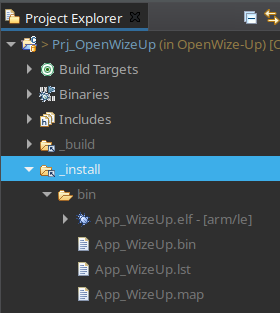 Project Explorer
> Prj_OpenWizeUp (in OpenWize-Up) [
Build Targets
Binaries
Includes
_build
_install
bin
App_WizeUp.elf - [arm/le]
App_WizeUp.bin
App_WizeUp.lst
App_WizeUp.map